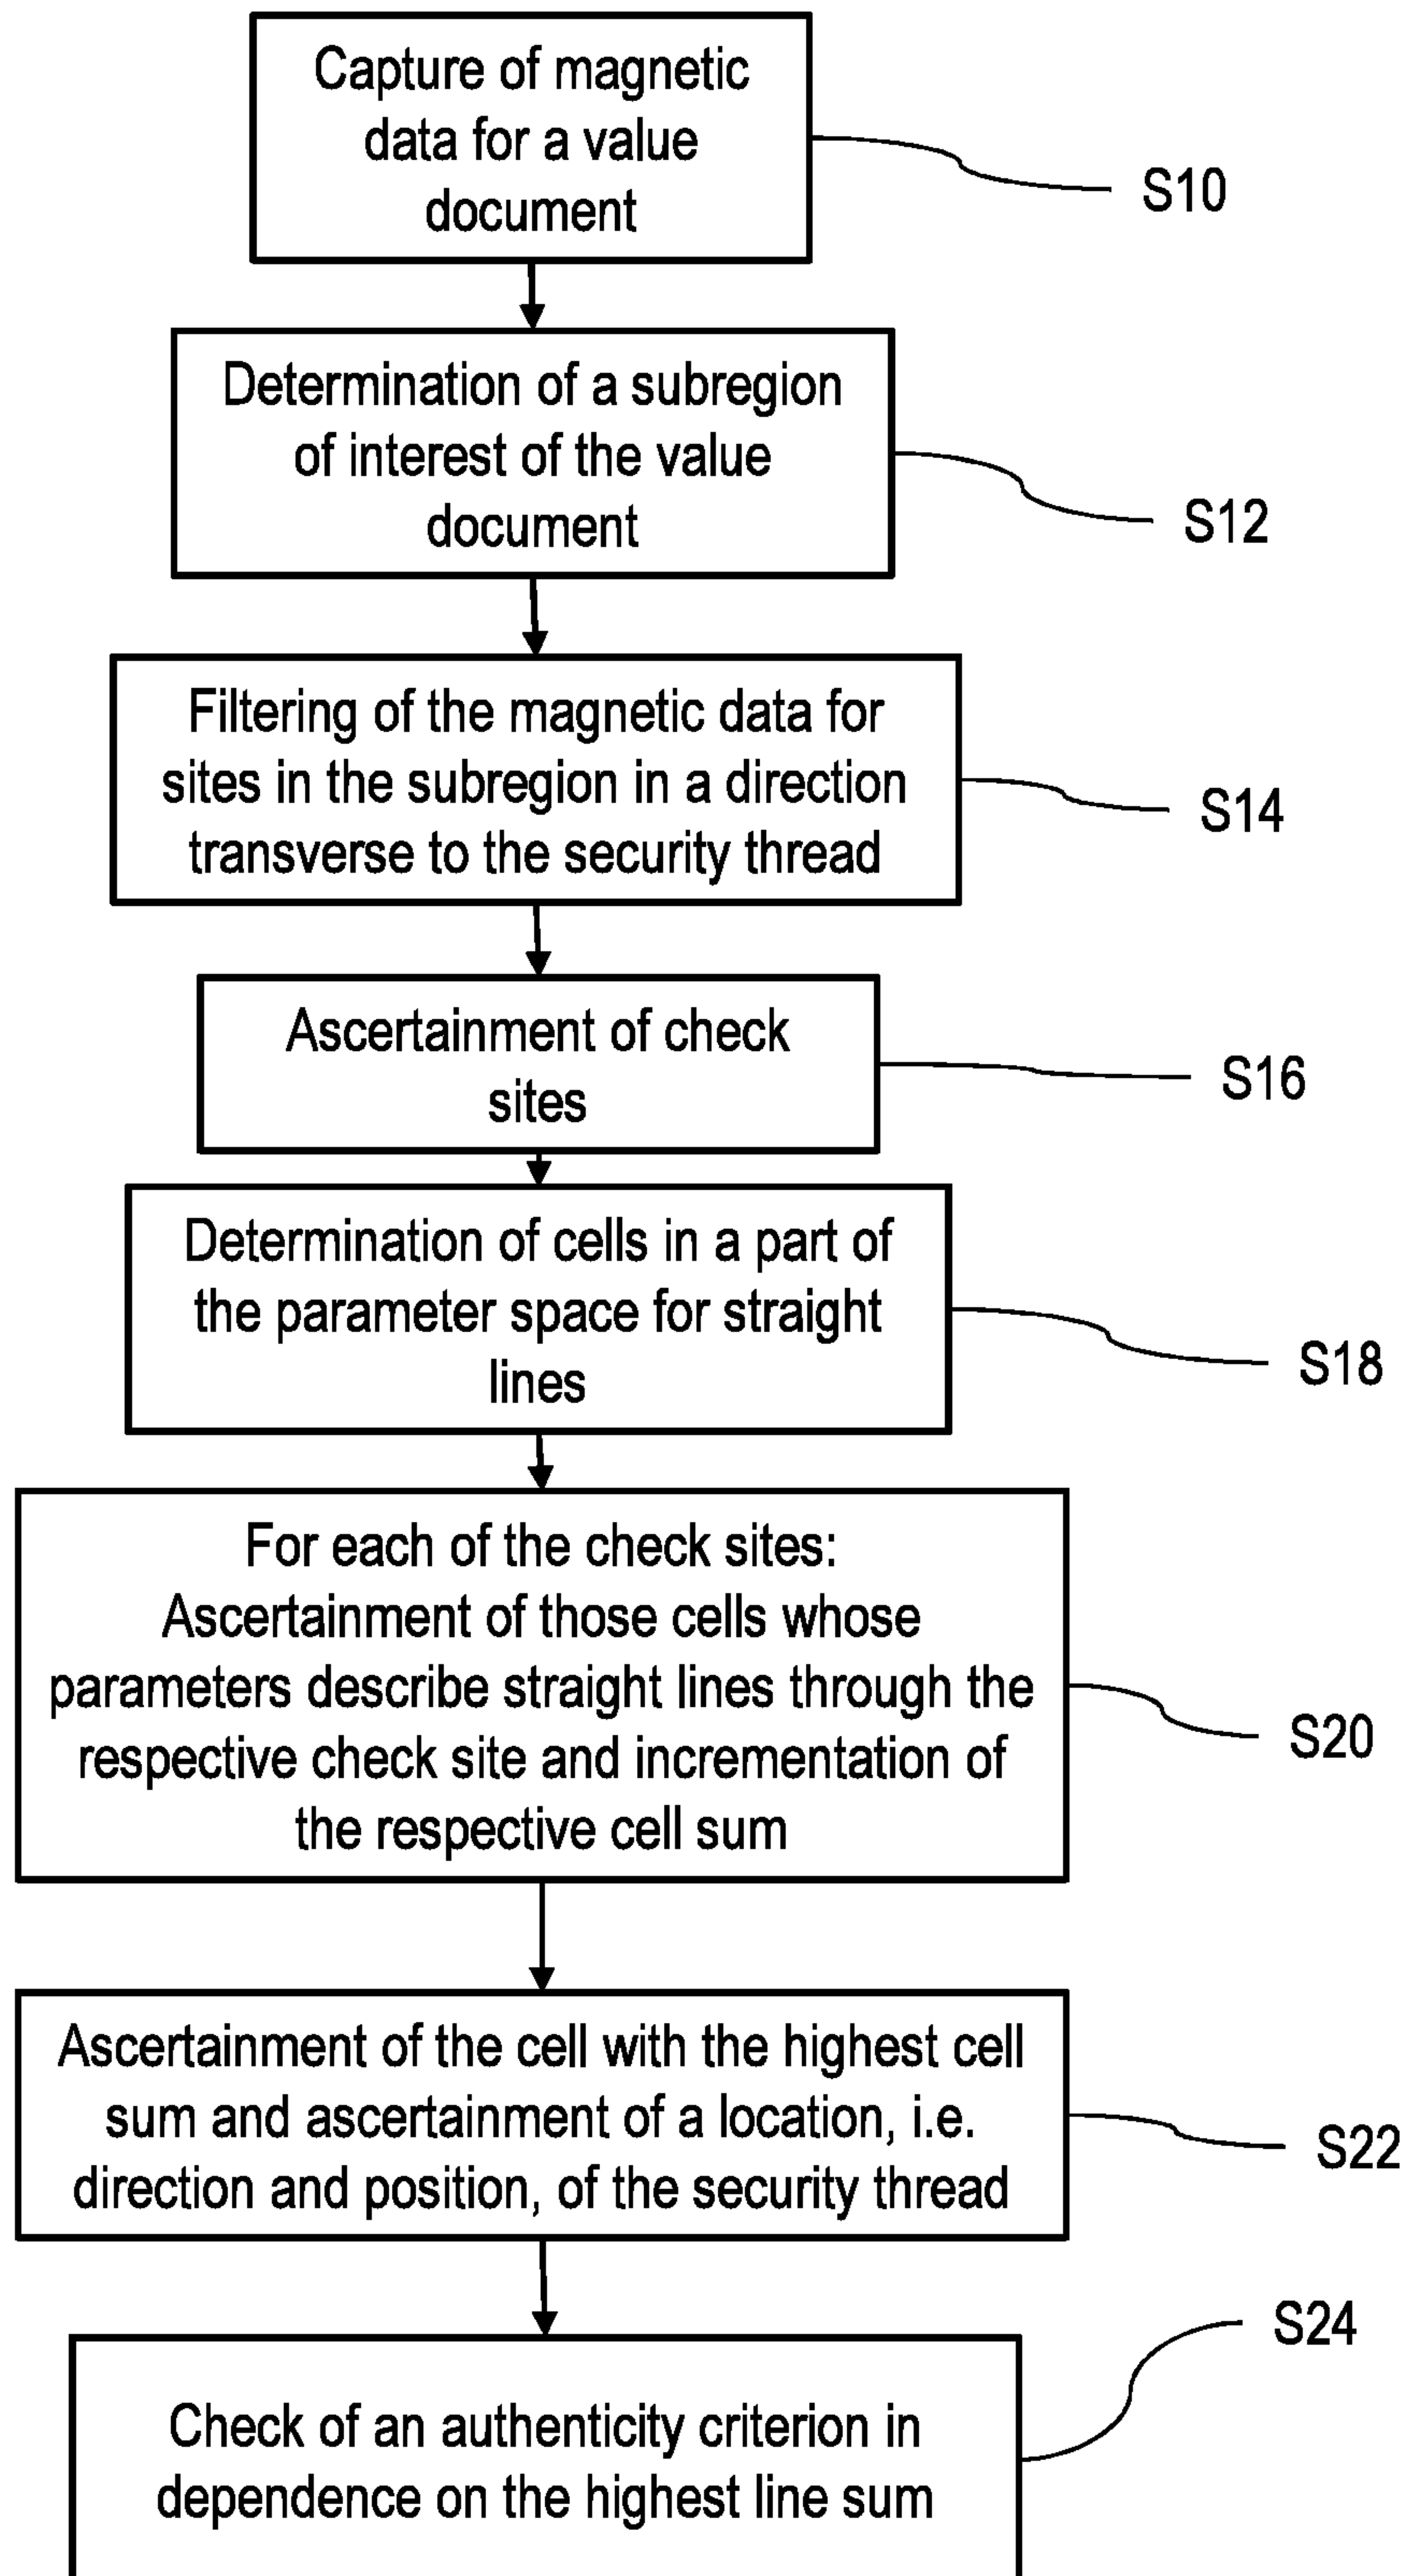 Capture of magnetic
data for a value
document
S10
Determination of a subregion
of interest of the value
document
S12
Filtering of the magnetic data for
sites in the subregion in a direction
transverse to the security thread
S14
Ascertainment of check
sites
S16
Determination of cells in a part of
the parameter space for straight
lines
S18
For each of the check sites:
Ascertainment of those cells whose
parameters describe straight lines through the
respective check site and incrementation of
the respective cell sum
S20
Ascertainment of the cell with the highest cell
sum and ascertainment of a location, i.e.
direction and position, of the security thread
S22
S24
Check of an authenticity criterion in
dependence on the highest line sum